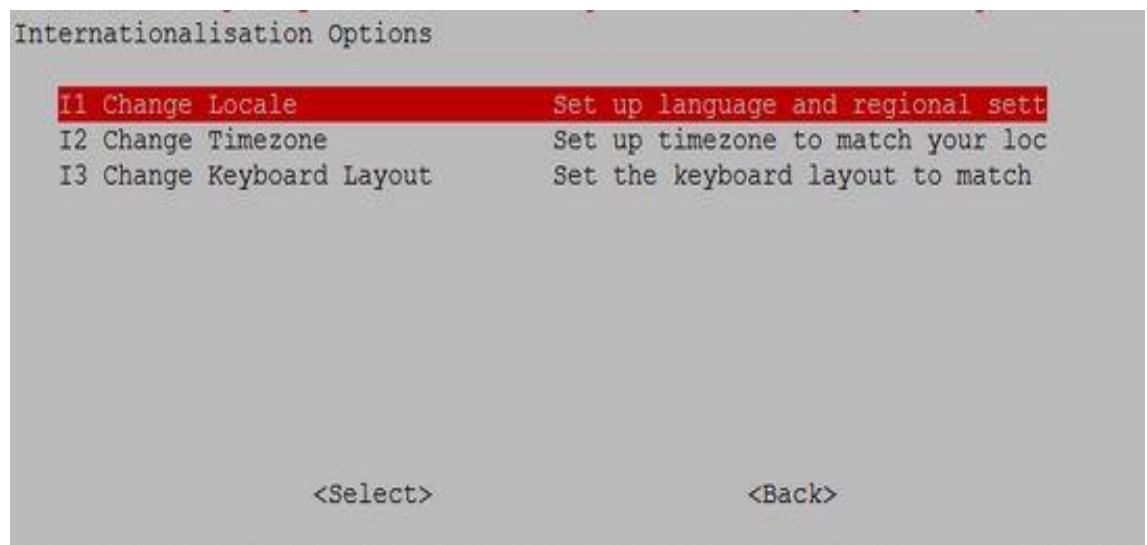 Internationalisation Options
I1 Change Locale Set up language and regional sett
I2 Change Timezone Set up timezone to match your loc
I3 Change Keyboard Layout Set the keyboard layout to match
<Select> <Back>